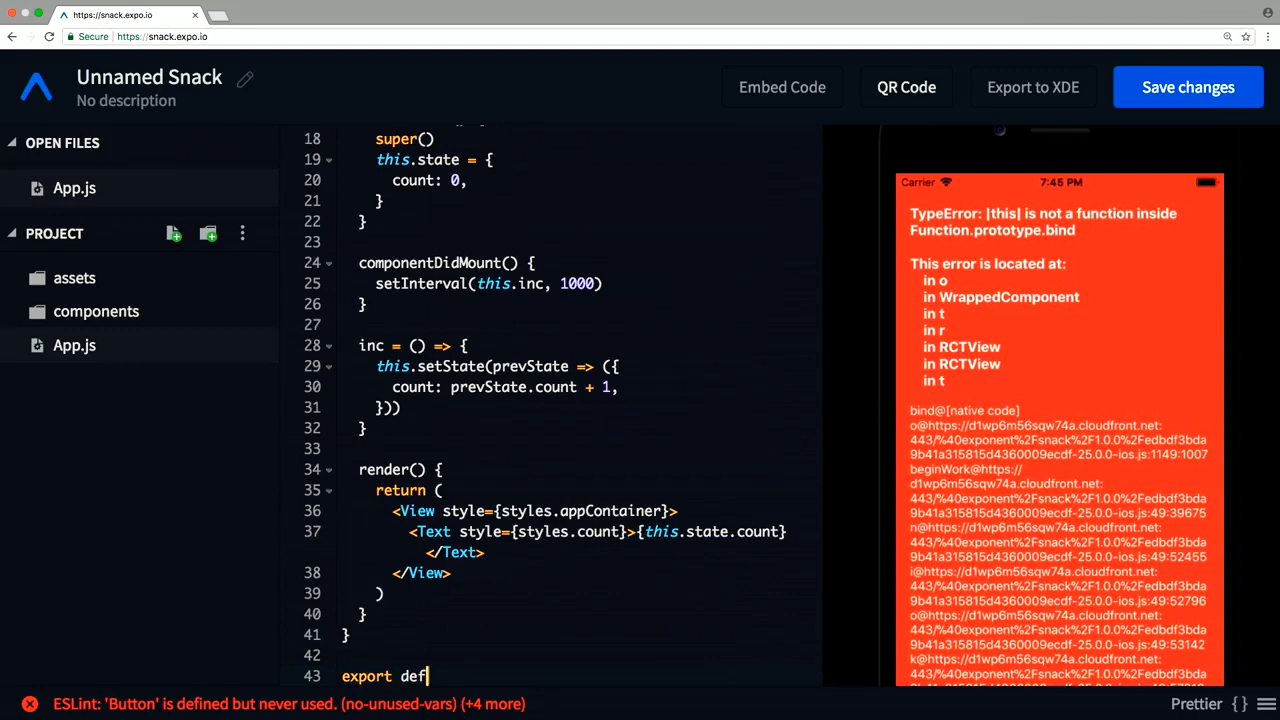 https://snack.expo.io
Secure https://snack.expo.io
Unnamed Snack
No description
Embed Code
QR Code
Export to XDE
Save changes
OPEN FILES
App.js
PROJECT
assets
components
App.js
18 super()
19 this.state = {
20 count: 0,
21 }
22 }
23
24 componentDidMount() {
25 setInterval(this.inc, 1000)
26 }
27
28 inc = () => {
29 this.setState(prevState => ({
30 count: prevState.count + 1,
31 }))
32 }
33
34 render() {
35 return (
36 <View style={styles.appContainer}>
37 <Text style={styles.count}>{this.state.count}
</Text>
38 </View>
39 )
40 }
41 }
42
43 export def
Carrier 7:45 PM
TypeError: |this| is not a function inside
Function.prototype.bind
This error is located at:
in o
in WrappedComponent
in t
in r
in RCTView
in RCTView
in t
bind@[native code]
o@https://d1wp6m56sqw74a.cloudfront.net:
443/%40exponent%2Fsnack%2F1.0.0%2Fedbdf3bda
9b41a315815d4360009ecdf-25.0.0-ios.js:1149:1007
beginWork@https://
d1wp6m56sqw74a.cloudfront.net:
443/%40exponent%2Fsnack%2F1.0.0%2Fedbdf3bda
9b41a315815d4360009ecdf-25.0.0-ios.js:49:39675
n@https://d1wp6m56sqw74a.cloudfront.net:
443/%40exponent%2Fsnack%2F1.0.0%2Fedbdf3bda
9b41a315815d4360009ecdf-25.0.0-ios.js:49:52455
i@https://d1wp6m56sqw74a.cloudfront.net:
443/%40exponent%2Fsnack%2F1.0.0%2Fedbdf3bda
9b41a315815d4360009ecdf-25.0.0-ios.js:49:52796
o@https://d1wp6m56sqw74a.cloudfront.net:
443/%40exponent%2Fsnack%2F1.0.0%2Fedbdf3bda
9b41a315815d4360009ecdf-25.0.0-ios.js:49:53142
k@https://d1wp6m56sqw74a.cloudfront.net:
443/%40exponent%2Fsnack%2F1.0.0%2Fedbdf3bda
ESLint: 'Button' is defined but never used. (no-unused-vars) (+4 more)
Prettier { }